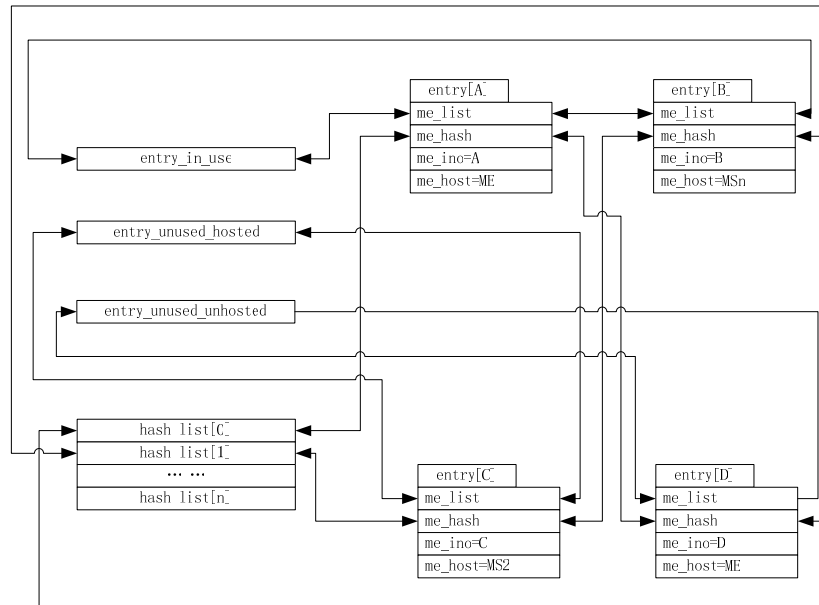 entry[A]
me_list
me_hash
me_ino=A
me_host=ME
entry[B]
me_list
me_hash
me_ino=B
me_host=MSn
entry_in_use
entry_unused_hosted
entry_unused_unhosted
hash list[0]
hash list[1]
… …
hash list[n]
entry[C]
me_list
me_hash
me_ino=C
me_host=MS2
entry[D]
me_list
me_hash
me_ino=D
me_host=ME